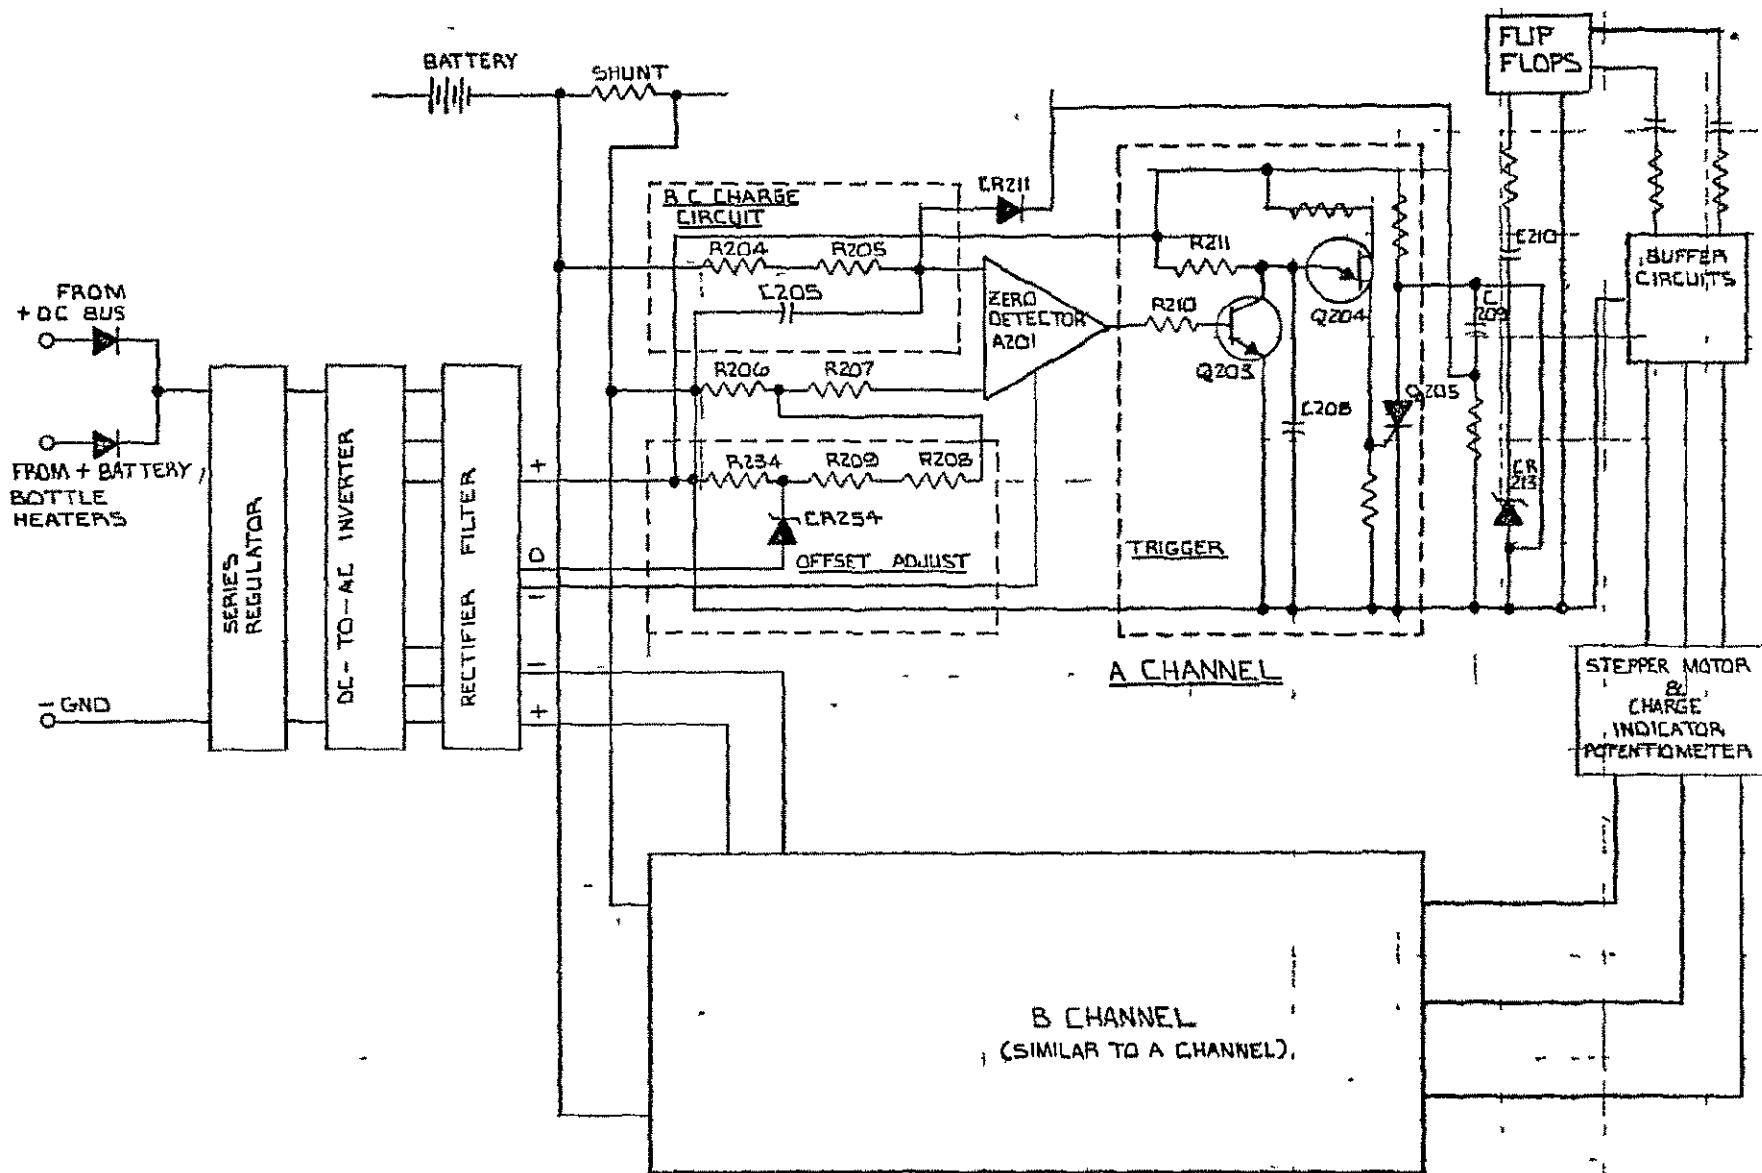 BATTERY
SHUNT
FLIP
FLOPS
R C CHARGE
CIRCUIT
CR211
R204
R205
C205
R211
C210
BUFFER
CIRCUITS
FROM
+ DC BUS
ZERO
DETECTOR
A201
R210
Q204
C
209
Q203
R206
R207
C208
Q205
FROM + BATTERY
BOTTLE
HEATERS
SERIES
REGULATOR
DC-TO-AC INVERTER
RECTIFIER FILTER
+
R234
R209
R208
CR
213
CR254
0
OFFSET ADJUST
TRIGGER
−
−
+
A CHANNEL
− GND
STEPPER MOTOR
&
CHARGE
INDICATOR
POTENTIOMETER
B CHANNEL
(SIMILAR TO A CHANNEL)